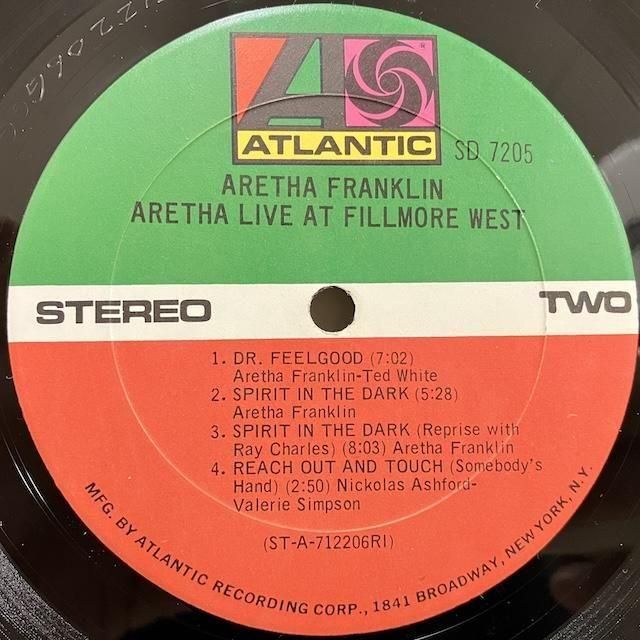 ATLANTIC
®
SD 7205
ARETHA FRANKLIN
ARETHA LIVE AT FILLMORE WEST
STEREO
TWO
1. DR. FEELGOOD (7:02)
Aretha Franklin-Ted White
2. SPIRIT IN THE DARK (5:28)
Aretha Franklin
3. SPIRIT IN THE DARK (Reprise with
Ray Charles) (8:03) Aretha Franklin
4. REACH OUT AND TOUCH (Somebody's
Hand) (2:50) Nickolas Ashford-
Valerie Simpson
(ST-A-712206RI)
MFG. BY ATLANTIC RECORDING CORP., 1841 BROADWAY, NEW YORK, N.Y.